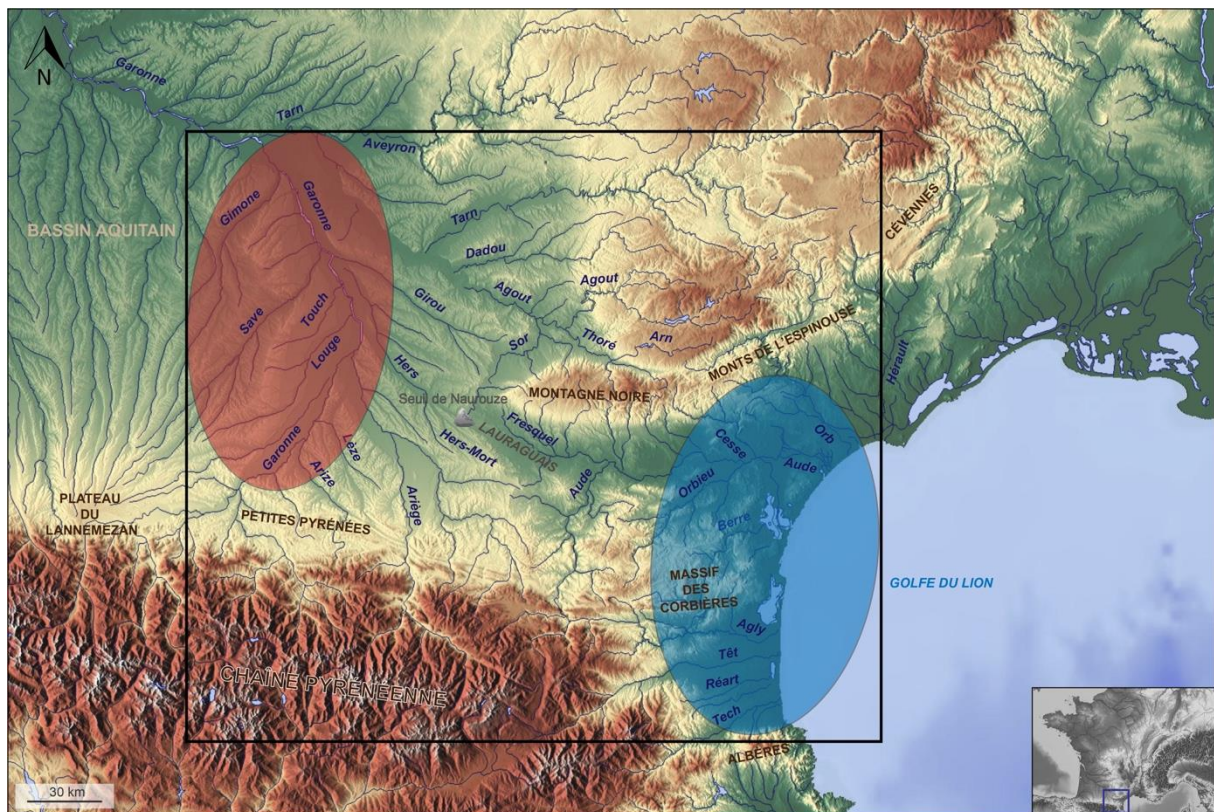 N
Garonne
Tarn
Aveyron
CÉVENNES
Gimone
Garonne
BASSIN AQUITAIN
Tarn
Dadou
Agout
Agout
Girou
Save
Touch
Sor
Thoré
Arn
MONTS DE L'ESPINOUSE
Hérault
Louge
Hers
MONTAGNE NOIRE
Seuil de Naurouze
Fresquel
LAURAGUAIS
Hers-Mort
Cesse
Orb
Aude
Garonne
Lèze
Arize
Aude
Orbieu
Ariège
PLATEAU
DU
LANNEMEZAN
PETITES PYRÉNÉES
Berre
MASSIF
DES
CORBIÈRES
GOLFE DU LION
Agly
Têt
CHAÎNE PYRÉNÉENNE
Réart
Tech
ALBÈRES
30 km